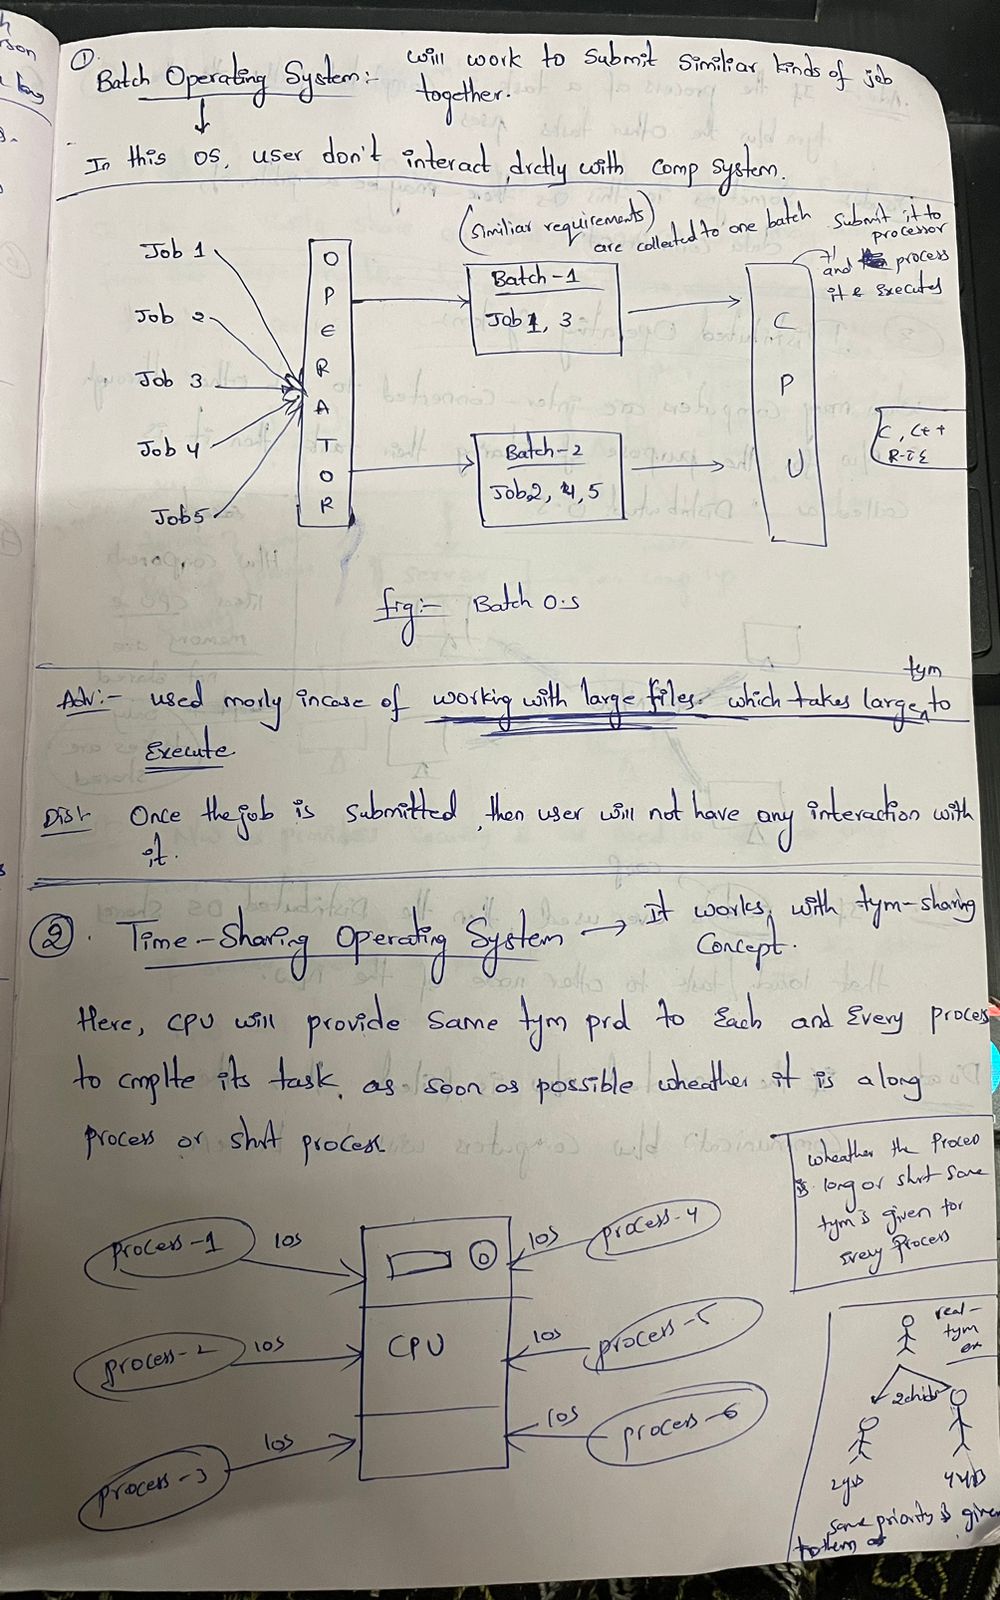 ①
Batch Operating System:- will work to submit similiar kinds of job
together.
In this OS, user don't interact drctly with comp system.
(similiar requirements)
are collected to one batch
submit it to
processor
and process
it & Executes
Job 1
Job 2
Job 3
Job 4
Job5
OPERATOR
Batch-1
Job 1, 3
Batch-2
Job2, 4, 5
CPU
C, C++
fig:- Batch O.S
tym
Adv:- used morly incase of working with large files which takes large to
Execute
Once the job is submitted, then user will not have any interaction with
it.
② Time-Sharing Operating System → It works with tym-sharing
Concept.
Here, CPU will provide same tym prd to Each and Every process
to cmplte its task as soon as possible wheather it is a long
process or shrt process
wheather the Proces
is long or shrt same
tym is given for
Every Process
process-1 10s
process-2 10s
process-3 10s
CPU
10s process-4
10s process-5
10s process-6
real-
tym
2 childs
2yrs
4yrs
same priority is given
to them